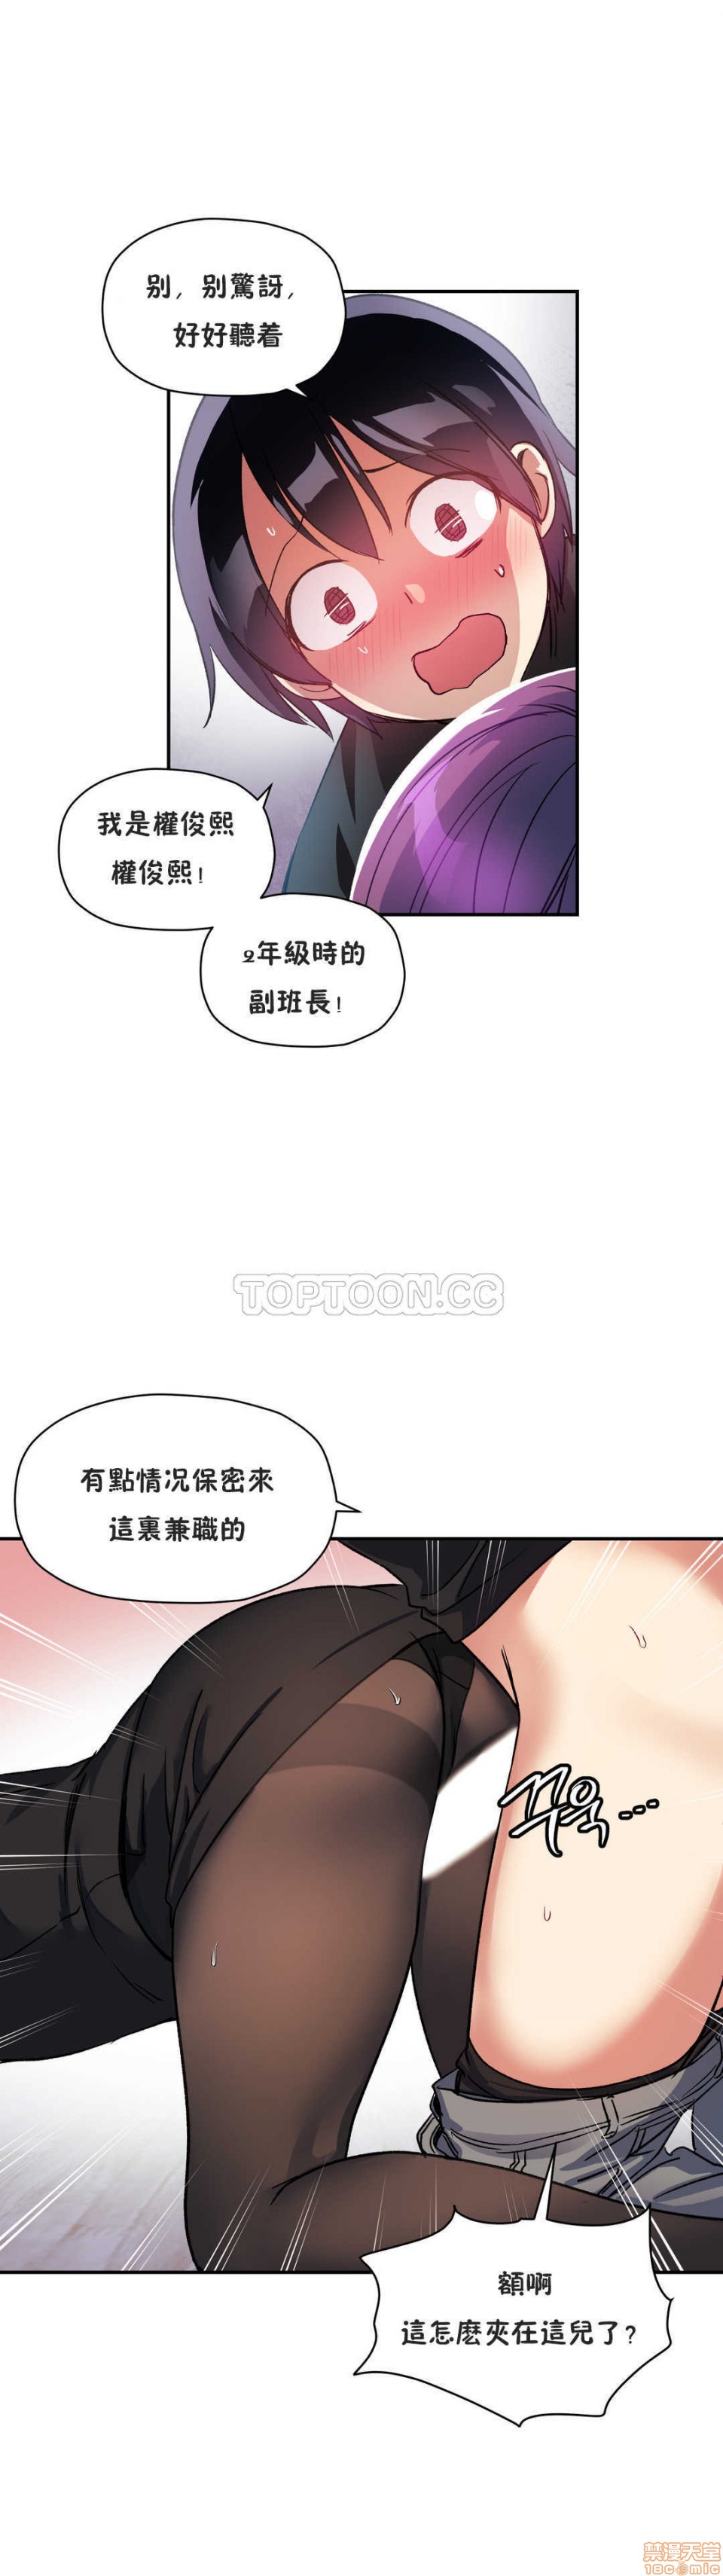 别，别驚訝，
好好聽着
我是權俊熙
權俊熙！
2年級時的
副班長！
TOPTOON.CC
有點情况保密來
這裏兼職的
꾸욱...
額啊
這怎麽夾在這兒了？
禁漫天堂
18comic